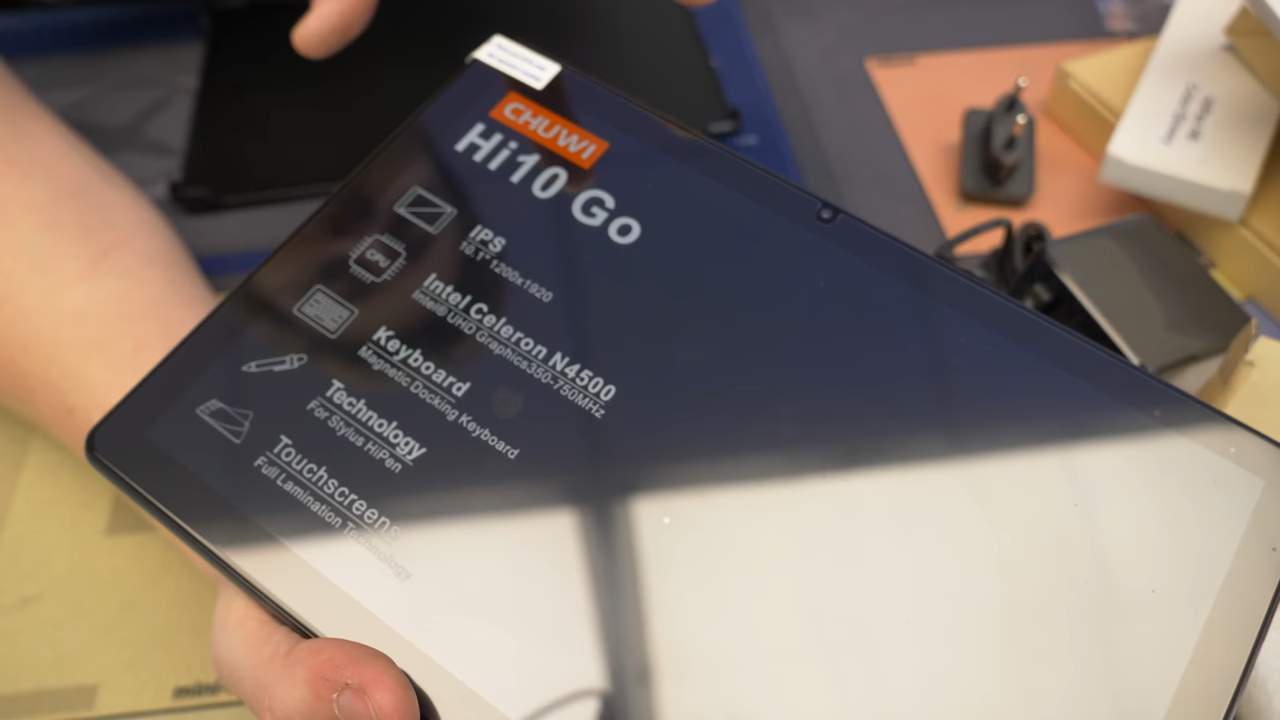 CHUWI
Hi10 Go
IPS
10.1" 1200x1920
CPU
Intel Celeron N4500
Intel® UHD Graphics350-750MHz
Keyboard
Magnetic Docking Keyboard
Technology
For Stylus HiPen
Touchscreens
Full Lamination Technology